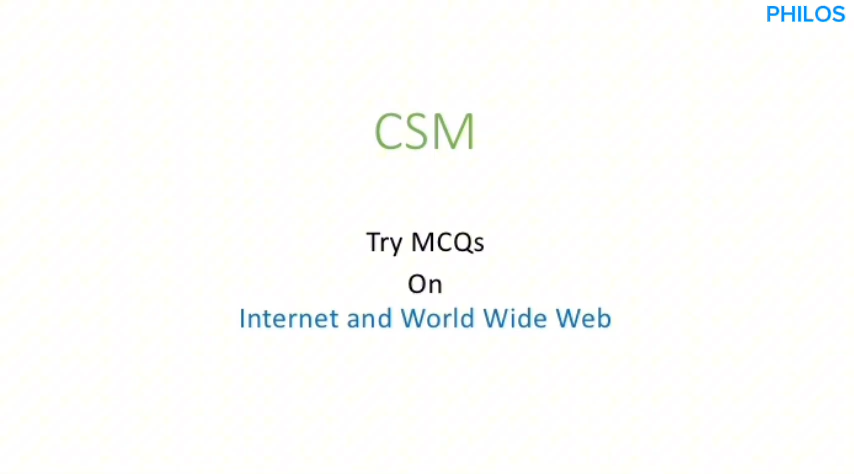 PHILOS
CSM
Try MCQs
On
Internet and World Wide Web